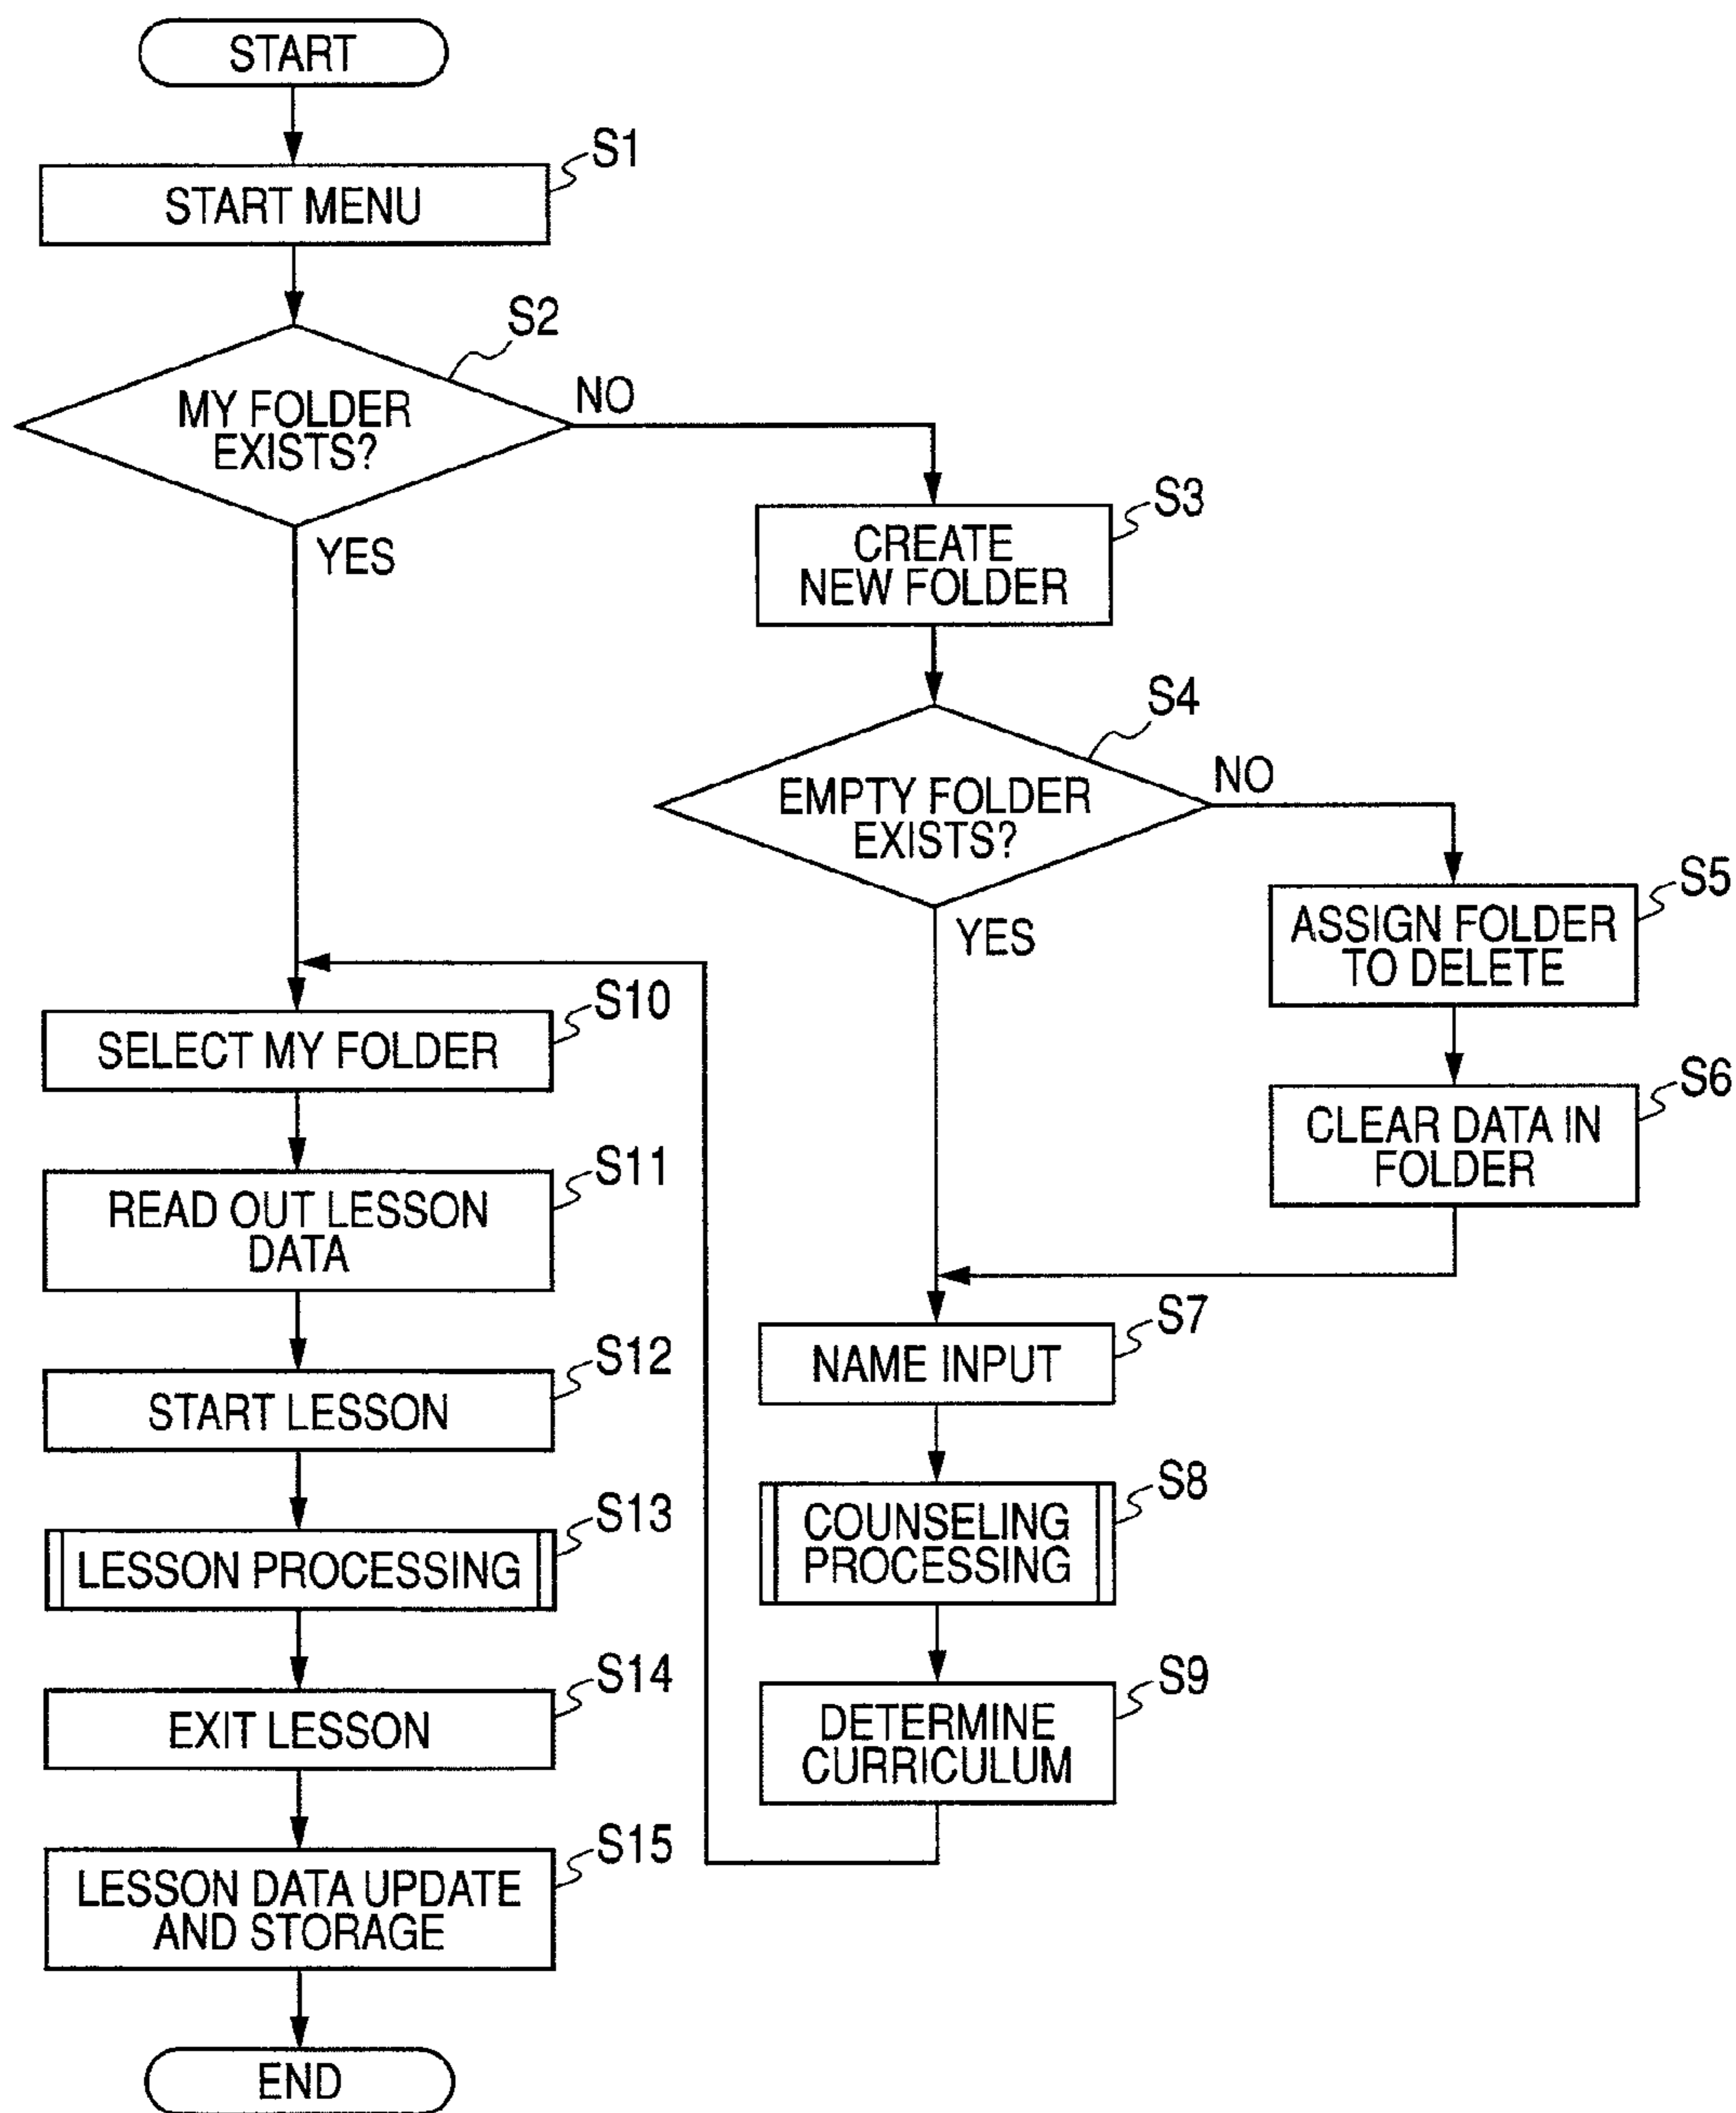 START
S1
START MENU
S2
MY FOLDER
EXISTS?
NO
YES
S3
CREATE
NEW FOLDER
S4
EMPTY FOLDER
EXISTS?
NO
YES
S5
ASSIGN FOLDER
TO DELETE
S6
CLEAR DATA IN
FOLDER
S7
NAME INPUT
S8
COUNSELING
PROCESSING
S9
DETERMINE
CURRICULUM
S10
SELECT MY FOLDER
S11
READ OUT LESSON
DATA
S12
START LESSON
S13
LESSON PROCESSING
S14
EXIT LESSON
S15
LESSON DATA UPDATE
AND STORAGE
END